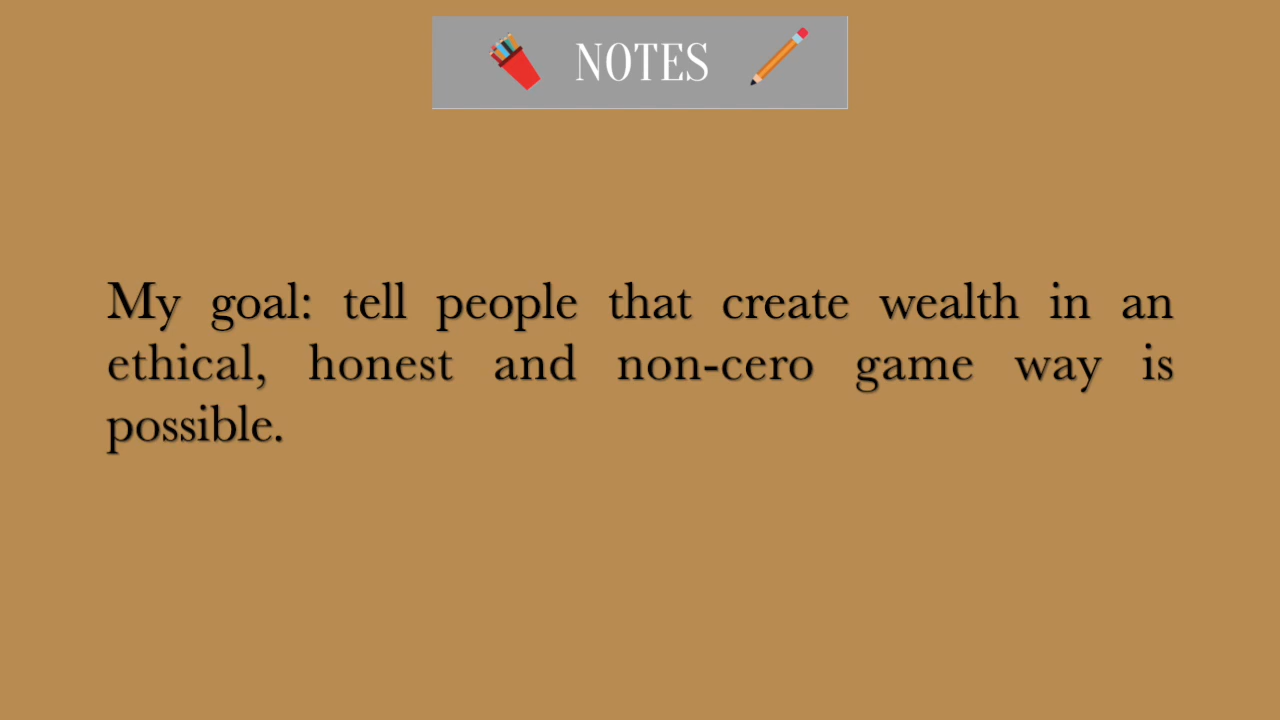 NOTES
My goal: tell people that create wealth in an
ethical, honest and non-cero game way is
possible.